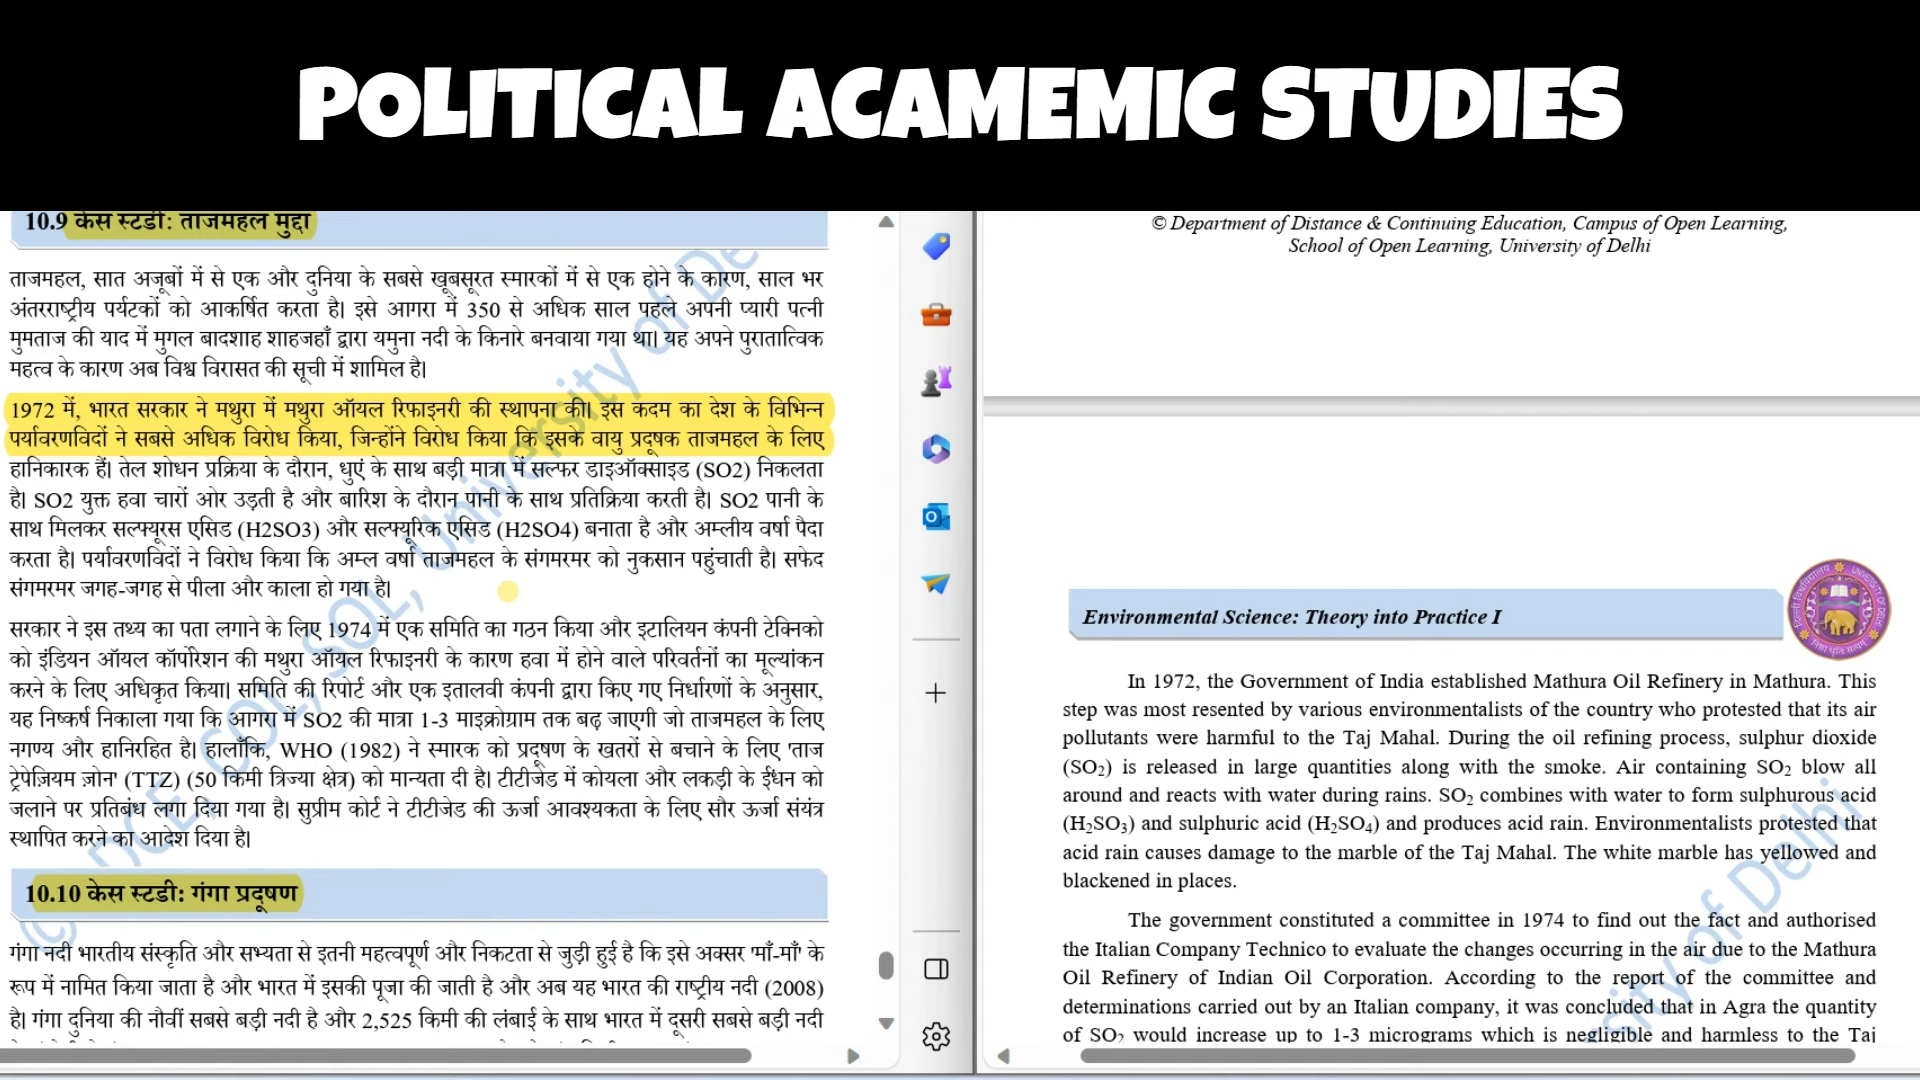 POLITICAL ACAMEMIC STUDIES
10.9 केस स्टडी: ताजमहल मुद्दा
ताजमहल, सात अजूबों में से एक और दुनिया के सबसे खूबसूरत स्मारकों में से एक होने के कारण, साल भर
अंतरराष्ट्रीय पर्यटकों को आकर्षित करता है। इसे आगरा में 350 से अधिक साल पहले अपनी प्यारी पत्नी
मुमताज की याद में मुगल बादशाह शाहजहाँ द्वारा यमुना नदी के किनारे बनवाया गया था। यह अपने पुरातात्विक
महत्व के कारण अब विश्व विरासत की सूची में शामिल है।
1972 में, भारत सरकार ने मथुरा में मथुरा ऑयल रिफाइनरी की स्थापना की। इस कदम का देश के विभिन्न
पर्यावरणविदों ने सबसे अधिक विरोध किया, जिन्होंने विरोध किया कि इसके वायु प्रदूषक ताजमहल के लिए
हानिकारक हैं। तेल शोधन प्रक्रिया के दौरान, धुएं के साथ बड़ी मात्रा में सल्फर डाइऑक्साइड (SO2) निकलता
है। SO2 युक्त हवा चारों ओर उड़ती है और बारिश के दौरान पानी के साथ प्रतिक्रिया करती है। SO2 पानी के
साथ मिलकर सल्फ्यूरस एसिड (H2SO3) और सल्फ्यूरिक एसिड (H2SO4) बनाता है और अम्लीय वर्षा पैदा
करता है। पर्यावरणविदों ने विरोध किया कि अम्ल वर्षा ताजमहल के संगमरमर को नुकसान पहुंचाती है। सफेद
संगमरमर जगह-जगह से पीला और काला हो गया है।
सरकार ने इस तथ्य का पता लगाने के लिए 1974 में एक समिति का गठन किया और इटालियन कंपनी टेक्निको
को इंडियन ऑयल कॉर्पोरेशन की मथुरा ऑयल रिफाइनरी के कारण हवा में होने वाले परिवर्तनों का मूल्यांकन
करने के लिए अधिकृत किया। समिति की रिपोर्ट और एक इतालवी कंपनी द्वारा किए गए निर्धारणों के अनुसार,
यह निष्कर्ष निकाला गया कि आगरा में SO2 की मात्रा 1-3 माइक्रोग्राम तक बढ़ जाएगी जो ताजमहल के लिए
नगण्य और हानिरहित है। हालाँकि, WHO (1982) ने स्मारक को प्रदूषण के खतरों से बचाने के लिए 'ताज
ट्रेपेज़ियम ज़ोन' (TTZ) (50 किमी त्रिज्या क्षेत्र) को मान्यता दी है। टीटीजेड में कोयला और लकड़ी के ईंधन को
जलाने पर प्रतिबंध लगा दिया गया है। सुप्रीम कोर्ट ने टीटीजेड की ऊर्जा आवश्यकता के लिए सौर ऊर्जा संयंत्र
स्थापित करने का आदेश दिया है।
10.10 केस स्टडी: गंगा प्रदूषण
गंगा नदी भारतीय संस्कृति और सभ्यता से इतनी महत्वपूर्ण और निकटता से जुड़ी हुई है कि इसे अक्सर 'माँ-माँ' के
रूप में नामित किया जाता है और भारत में इसकी पूजा की जाती है और अब यह भारत की राष्ट्रीय नदी (2008)
है। गंगा दुनिया की नौवीं सबसे बड़ी नदी है और 2,525 किमी की लंबाई के साथ भारत में दूसरी सबसे बड़ी नदी
© Department of Distance & Continuing Education, Campus of Open Learning,
School of Open Learning, University of Delhi
Environmental Science: Theory into Practice I
In 1972, the Government of India established Mathura Oil Refinery in Mathura. This
step was most resented by various environmentalists of the country who protested that its air
pollutants were harmful to the Taj Mahal. During the oil refining process, sulphur dioxide
(SO₂) is released in large quantities along with the smoke. Air containing SO₂ blow all
around and reacts with water during rains. SO₂ combines with water to form sulphurous acid
(H₂SO₃) and sulphuric acid (H₂SO₄) and produces acid rain. Environmentalists protested that
acid rain causes damage to the marble of the Taj Mahal. The white marble has yellowed and
blackened in places.
The government constituted a committee in 1974 to find out the fact and authorised
the Italian Company Technico to evaluate the changes occurring in the air due to the Mathura
Oil Refinery of Indian Oil Corporation. According to the report of the committee and
determinations carried out by an Italian company, it was concluded that in Agra the quantity
of SO₂ would increase up to 1-3 micrograms which is negligible and harmless to the Taj
© DCE, COL, SOL, University of De
sity of Delhi